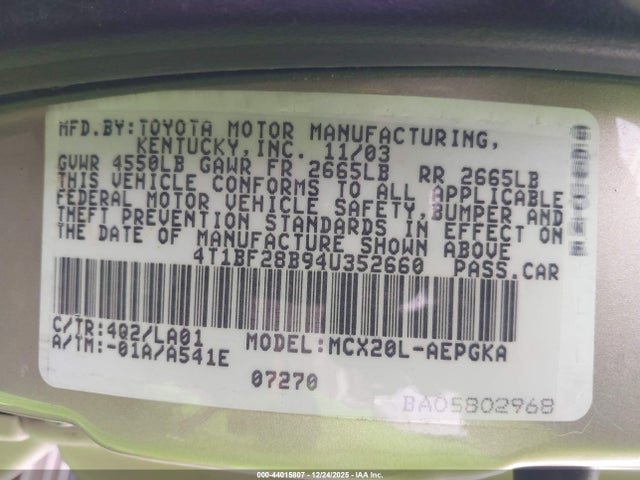 MFD.BY:TOYOTA MOTOR MANUFACTURING,
KENTUCKY,INC. 11/03
GVWR 4550LB GAWR FR 2665LB RR 2665LB
THIS VEHICLE CONFORMS TO ALL APPLICABLE
FEDERAL MOTOR VEHICLE SAFETY,BUMPER AND
THEFT PREVENTION STANDARDS IN EFFECT ON
THE DATE OF MANUFACTURE SHOWN ABOVE
4T1BF28B94U352660 PASS.CAR
C/TR:402/LA01 MODEL:MCX20L-AEPGKA
A/TM:-01A/A541E
07270
BA05802968
000-44015807 - 12/24/2025 - IAA Inc.